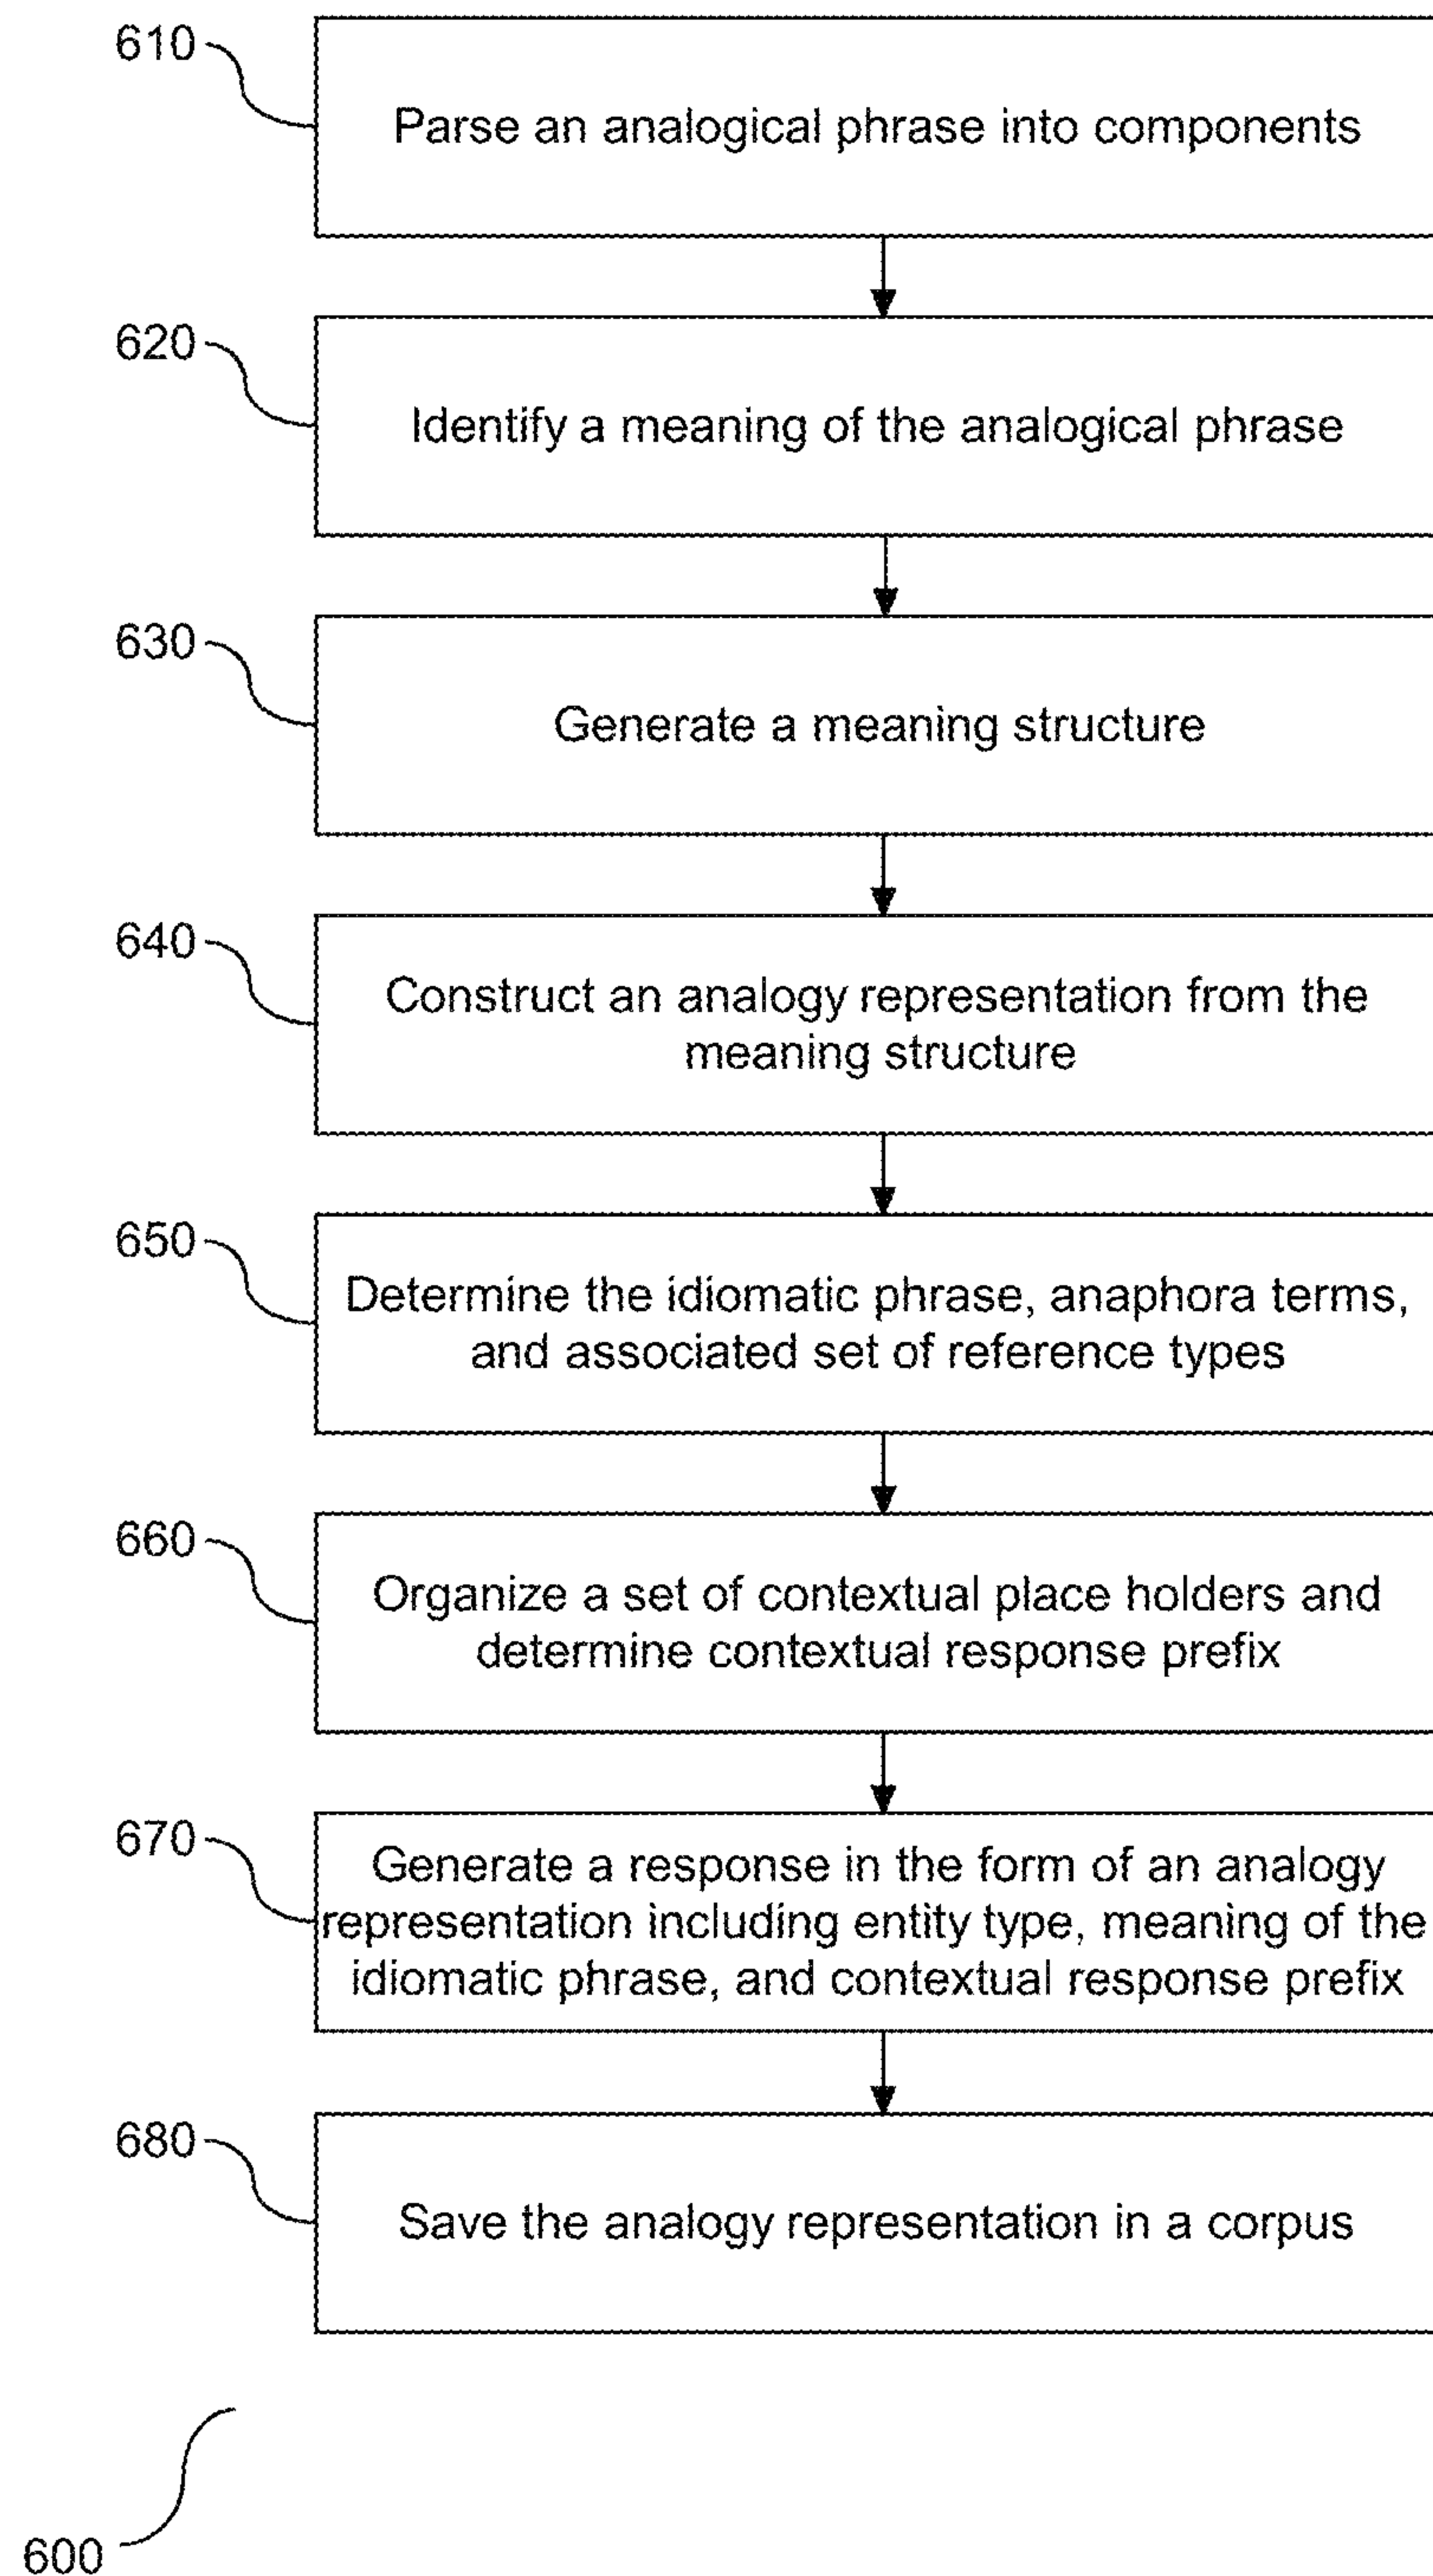 610
Parse an analogical phrase into components
620
Identify a meaning of the analogical phrase
630
Generate a meaning structure
640
Construct an analogy representation from the
meaning structure
650
Determine the idiomatic phrase, anaphora terms,
and associated set of reference types
660
Organize a set of contextual place holders and
determine contextual response prefix
670
Generate a response in the form of an analogy
representation including entity type, meaning of the
idiomatic phrase, and contextual response prefix
680
Save the analogy representation in a corpus
600